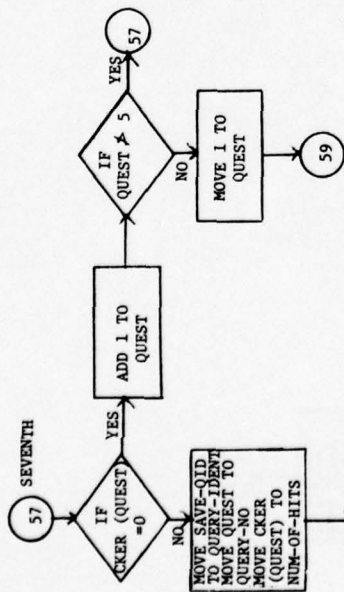 57
SEVENTH
IF
CKER (QUEST
=0
YES
NO
ADD 1 TO
QUEST
IF
QUEST ≯ 5
YES
57
NO
MOVE 1 TO
QUEST
59
MOVE SAVE-QID
TO QUERY-IDENT
MOVE QUEST TO
QUERY-NO
MOVE CKER
(QUEST) TO
NUM-OF-HITS